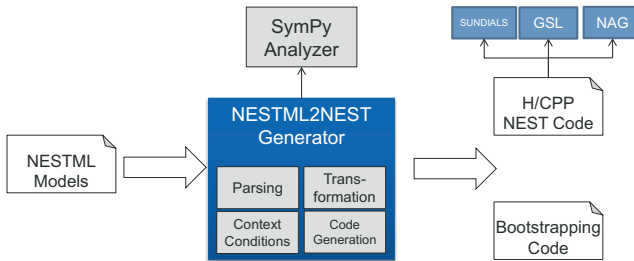 SymPy
Analyzer
SUNDIALS
GSL
NAG
NESTML2NEST
Generator
H/CPP
NEST Code
NESTML
Models
Parsing
Trans-
formation
Context
Conditions
Code
Generation
Bootstrapping
Code